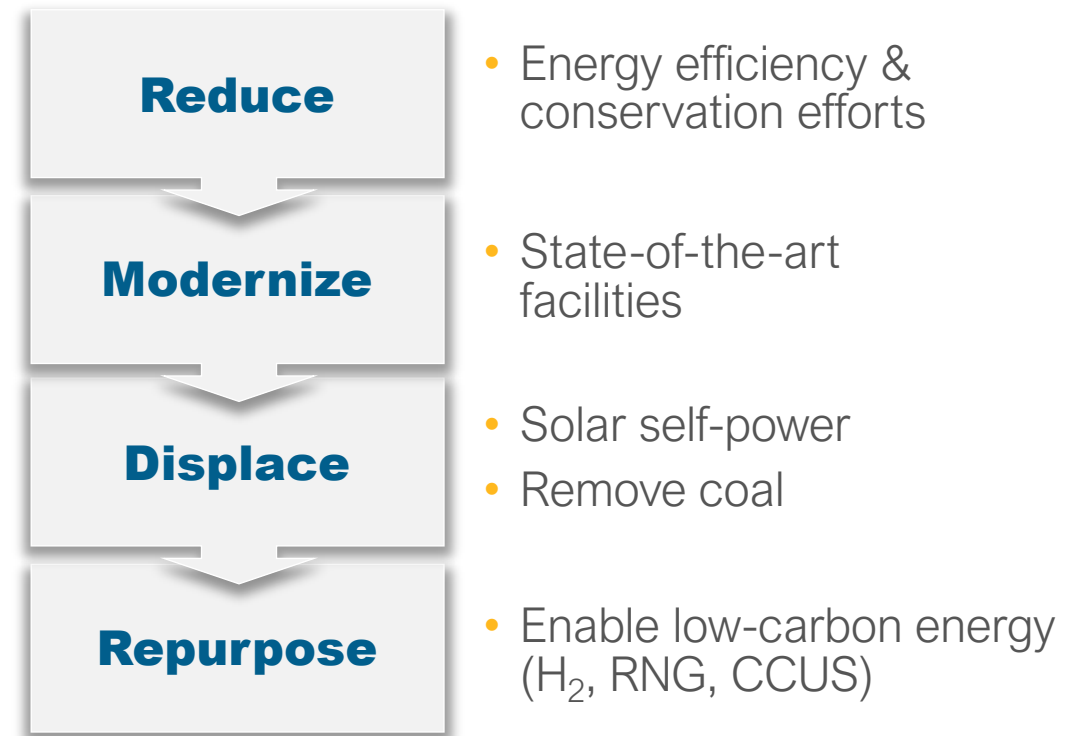 Reduce
• Energy efficiency &
conservation efforts
Modernize
• State-of-the-art
facilities
Displace
• Solar self-power
• Remove coal
Repurpose
• Enable low-carbon energy
(H₂, RNG, CCUS)